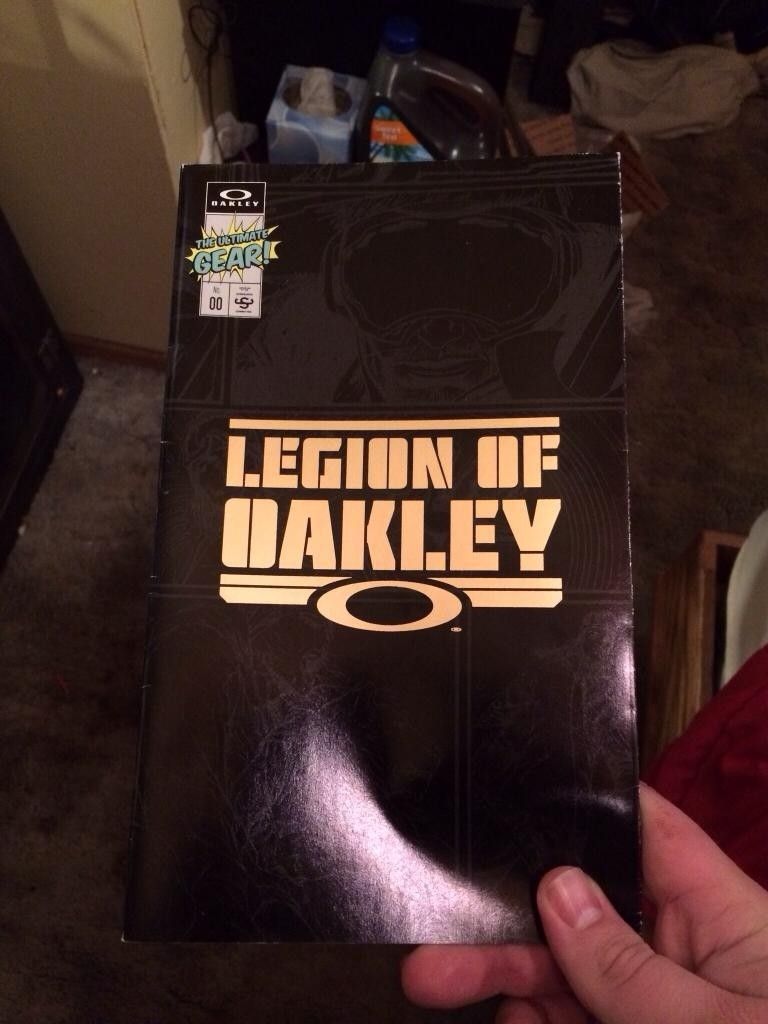 OAKLEY
THE ULTIMATE
GEAR!
No.
00
LEGION OF
OAKLEY
®